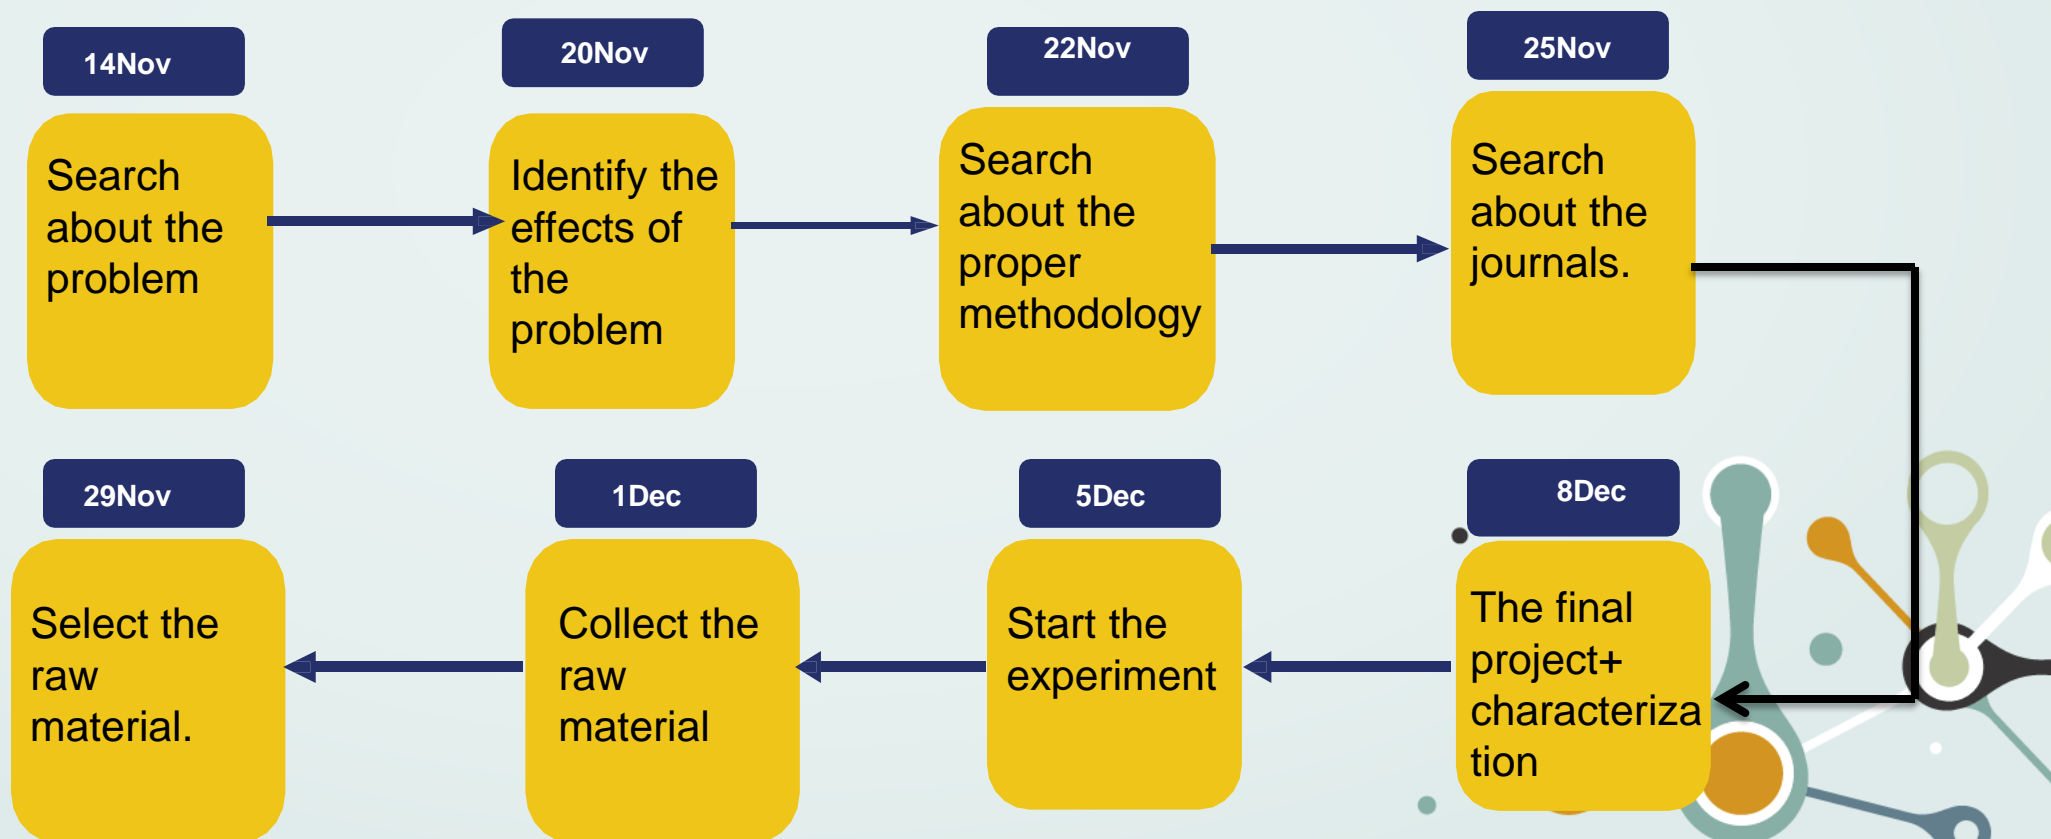 14Nov
Search
about the
problem
20Nov
Identify the
effects of
the
problem
22Nov
Search
about the
proper
methodology
25Nov
Search
about the
journals.
29Nov
Select the
raw
material.
1Dec
Collect the
raw
material
5Dec
Start the
experiment
8Dec
The final
project+
characteriza
tion